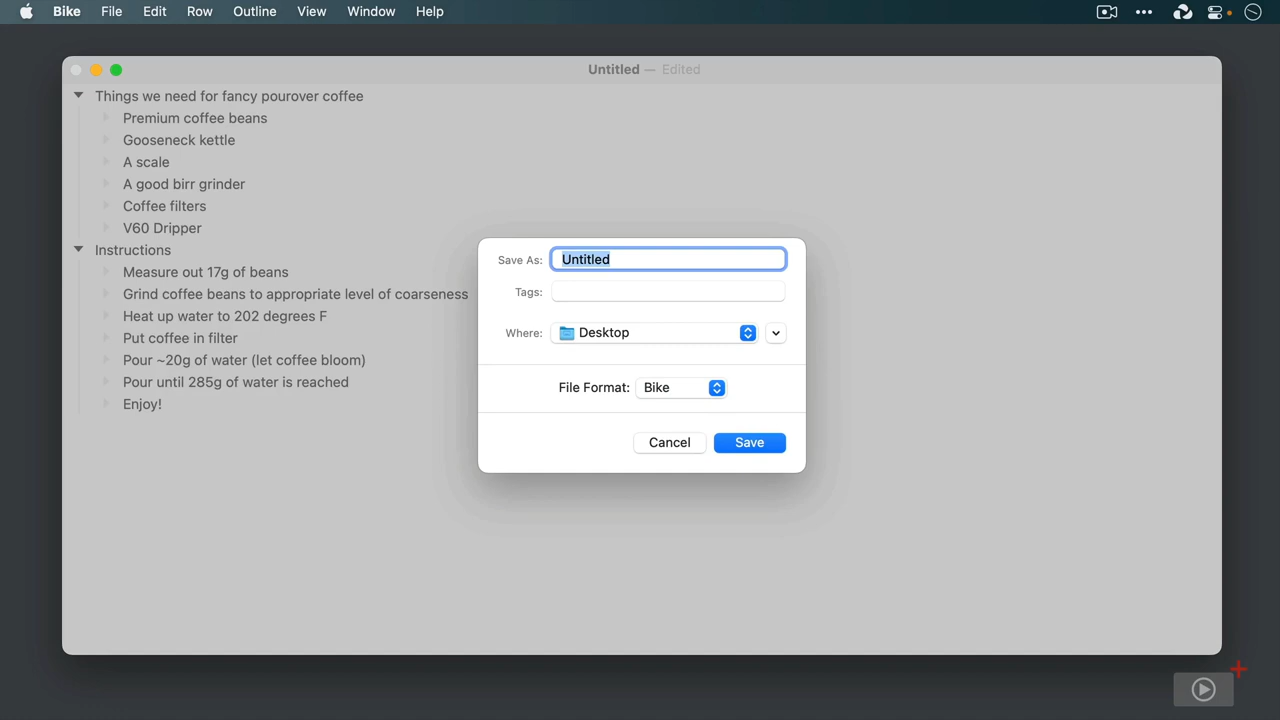 Bike File Edit Row Outline View Window Help
Untitled — Edited
Things we need for fancy pourover coffee
Premium coffee beans
Gooseneck kettle
A scale
A good birr grinder
Coffee filters
V60 Dripper
Instructions
Measure out 17g of beans
Grind coffee beans to appropriate level of coarseness
Heat up water to 202 degrees F
Put coffee in filter
Pour ~20g of water (let coffee bloom)
Pour until 285g of water is reached
Enjoy!
Save As: Untitled
Tags:
Where: Desktop
File Format: Bike
Cancel Save